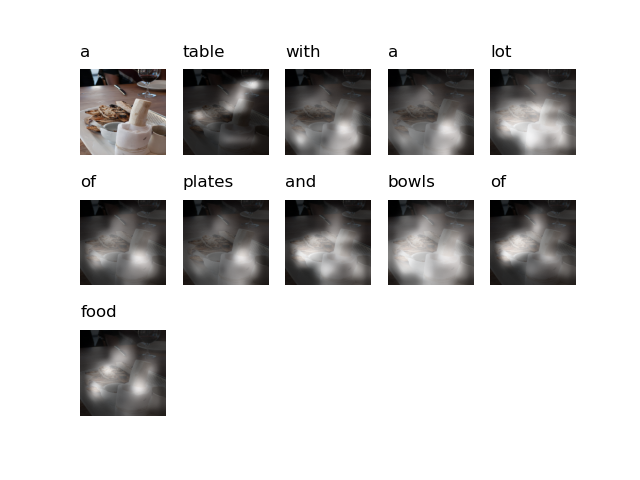 a table with a lot
of plates and bowls of
food